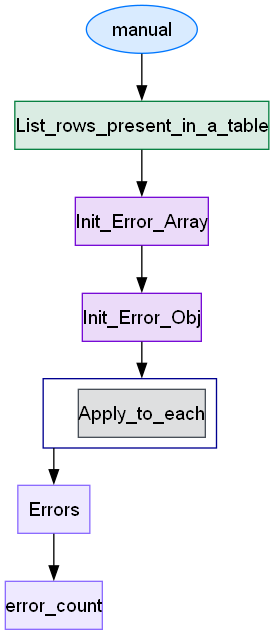 manual
List_rows_present_in_a_table
Init_Error_Array
Init_Error_Obj
Apply_to_each
Errors
error_count